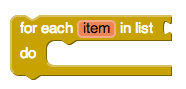 for each item in list
do